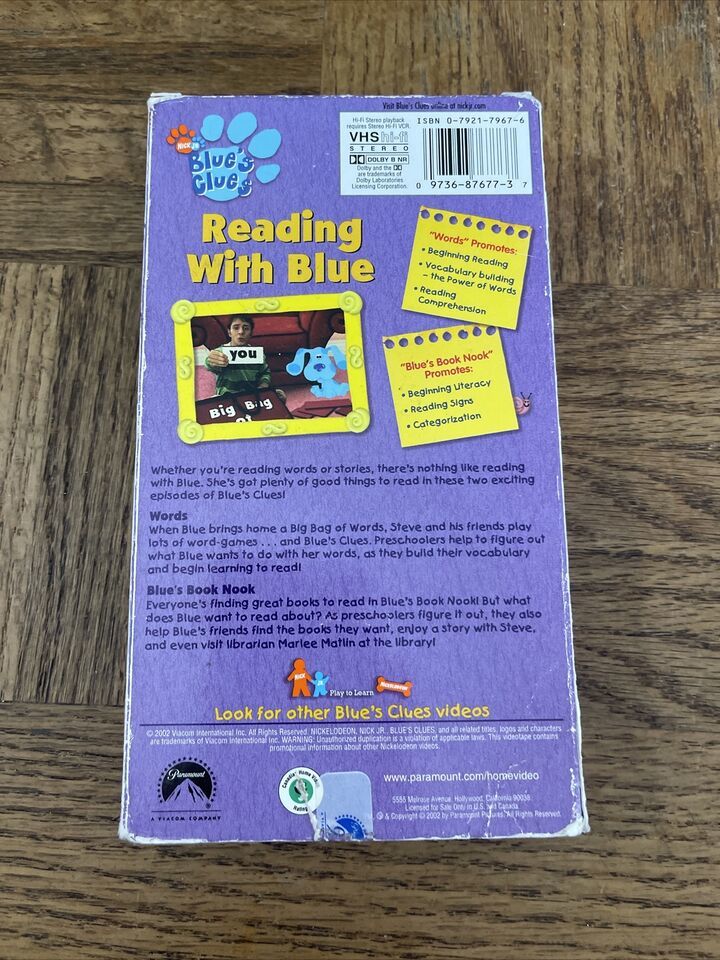 Visit Blue's Clues online at nickjr.com
Hi-Fi Stereo playback
requires Stereo Hi-Fi VCR.
VHS hi-fi
STEREO
DOLBY B NR
Dolby and the
are trademarks of
Dolby Laboratories
Licensing Corporation.
ISBN 0-7921-7967-6
0 9736-87677-3 7
NICK JR.
Blue's
Clues
Reading
With Blue
you
Big Bag
of
"Words" Promotes:
• Beginning Reading
• Vocabulary building
– the Power of Words
• Reading
Comprehension
"Blue's Book Nook"
Promotes:
• Beginning Literacy
• Reading Signs
• Categorization
Whether you're reading words or stories, there's nothing like reading
with Blue. She's got plenty of good things to read in these two exciting
episodes of Blue's Clues!
Words
When Blue brings home a Big Bag of Words, Steve and his friends play
lots of word-games . . . and Blue's Clues. Preschoolers help to figure out
what Blue wants to do with her words, as they build their vocabulary
and begin learning to read!
Blue's Book Nook
Everyone's finding great books to read in Blue's Book Nook! But what
does Blue want to read about? As preschoolers figure it out, they also
help Blue's friends find the books they want, enjoy a story with Steve,
and even visit librarian Marlee Matlin at the library!
NICK JR. Play to Learn NICKELODEON
Look for other Blue's Clues videos
© 2002 Viacom International Inc. All Rights Reserved. NICKELODEON, NICK JR., BLUE'S CLUES, and all related titles, logos and characters
are trademarks of Viacom International Inc. WARNING: Unauthorized duplication is a violation of applicable laws. This videotape contains
promotional information about other Nickelodeon videos.
Paramount
A VIACOM COMPANY
Canadian Home Video
Rating
www.paramount.com/homevideo
5555 Melrose Avenue, Hollywood, California 90038.
Licensed for Sale Only in U.S. and Canada.
& Copyright © 2002 by Paramount Pictures. All Rights Reserved.